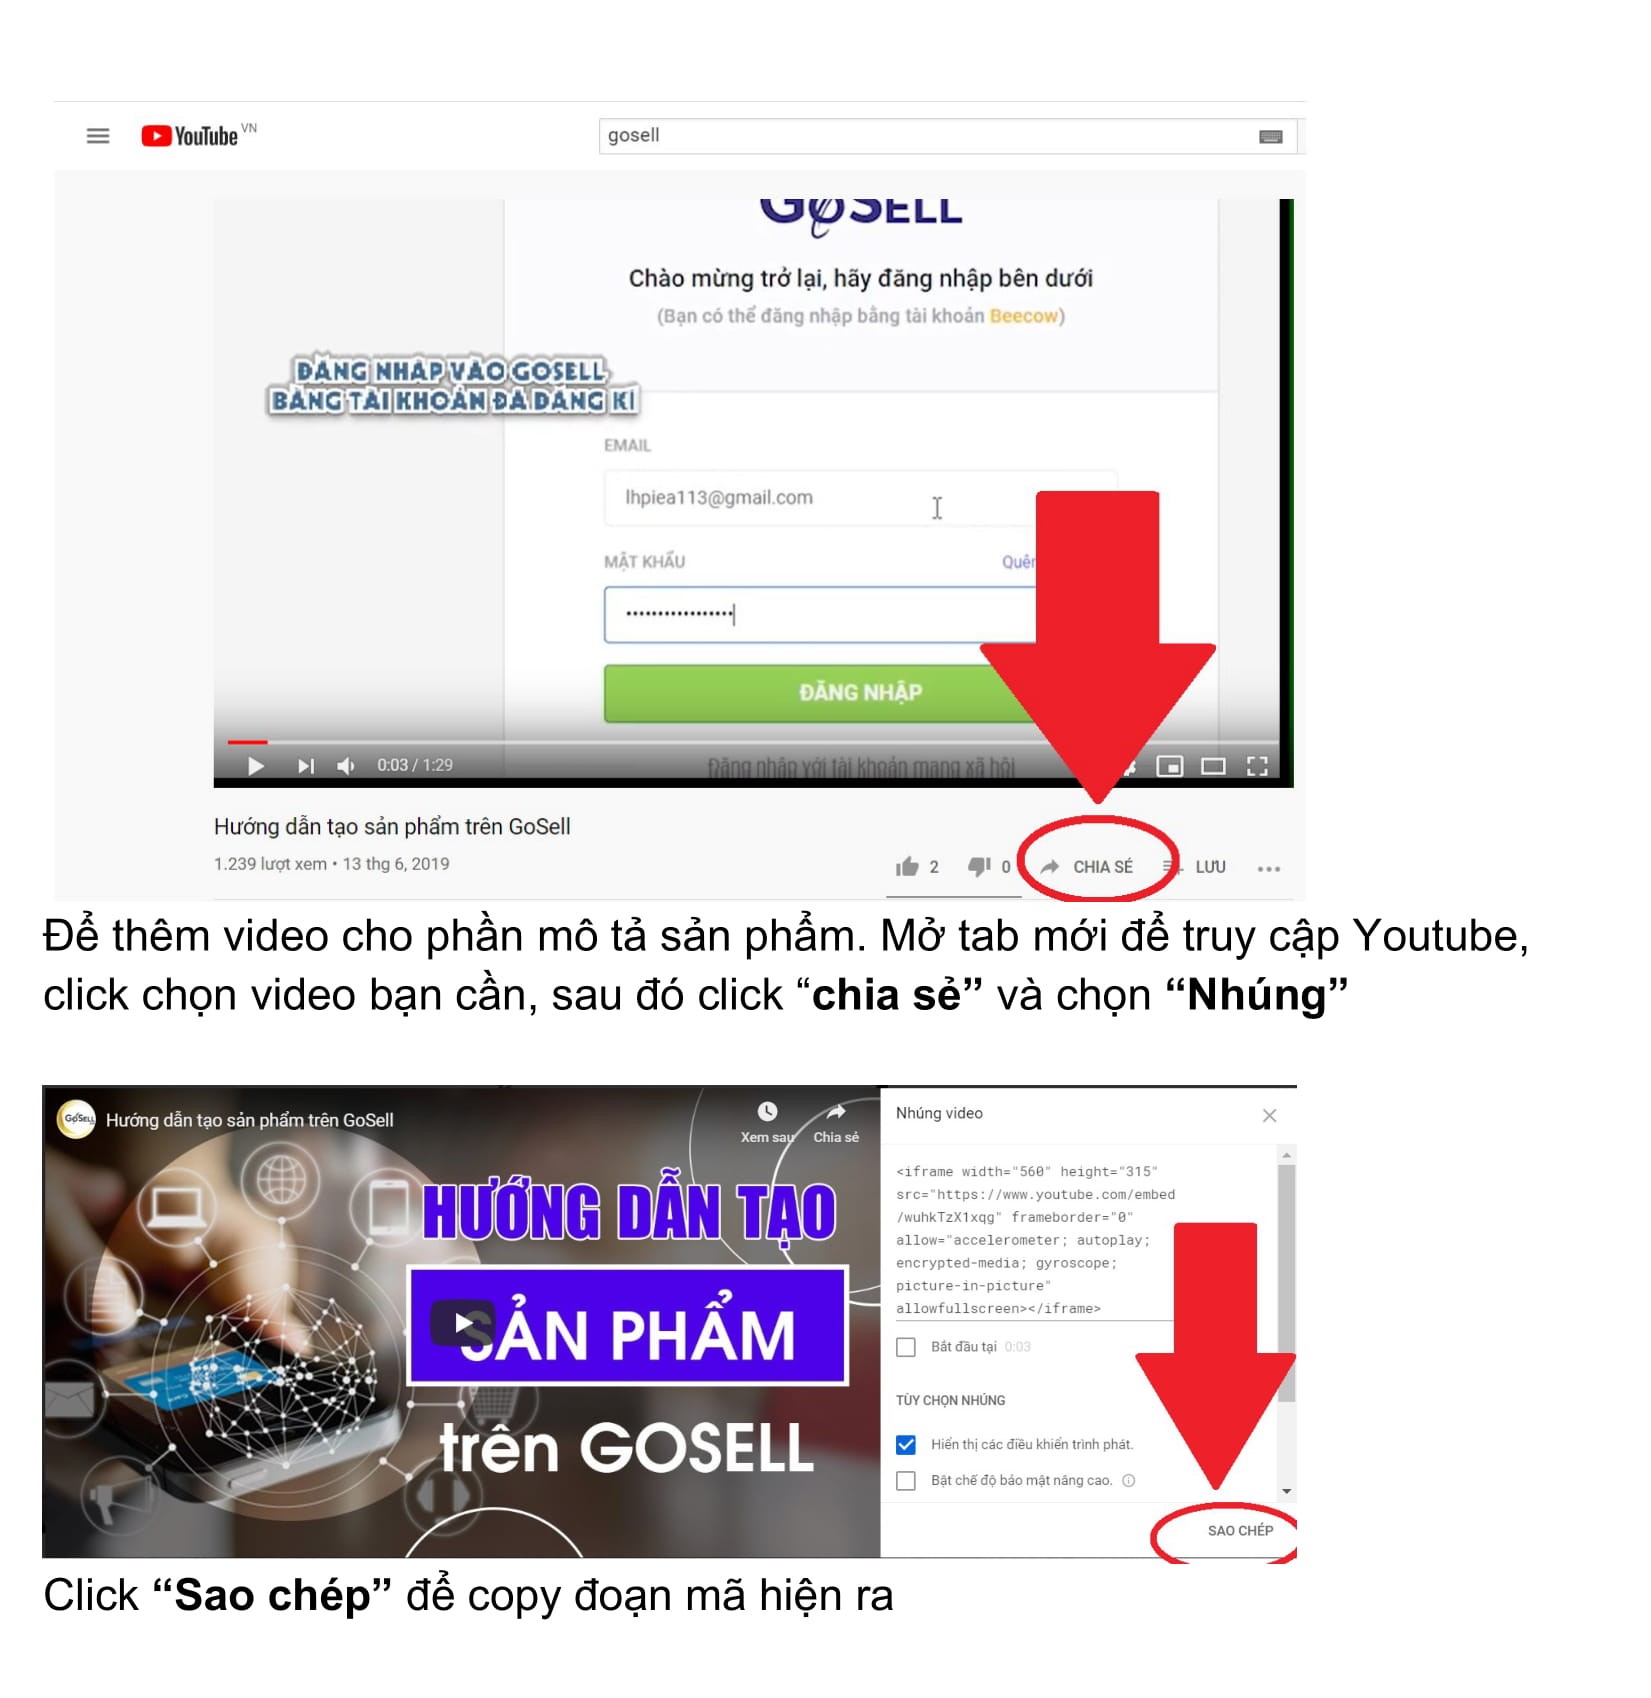 YouTube VN
gosell
GoSELL
Chào mừng trở lại, hãy đăng nhập bên dưới
(Bạn có thể đăng nhập bằng tài khoản Beecow)
ĐĂNG NHẬP VÀO GOSELL
BẰNG TÀI KHOẢN ĐÃ ĐĂNG KÍ
EMAIL
lhpiea113@gmail.com
MẬT KHẨU
Quên
ĐĂNG NHẬP
Đăng nhập với tài khoản mạng xã hội
0:03 / 1:29
Hướng dẫn tạo sản phẩm trên GoSell
1.239 lượt xem • 13 thg 6, 2019
2 0 CHIA SẺ LƯU
Để thêm video cho phần mô tả sản phẩm. Mở tab mới để truy cập Youtube,
click chọn video bạn cần, sau đó click “chia sẻ” và chọn “Nhúng”
GoSELL Hướng dẫn tạo sản phẩm trên GoSell
Xem sau Chia sẻ
HƯỚNG DẪN TẠO
SẢN PHẨM
trên GOSELL
Nhúng video
<iframe width="560" height="315"
src="https://www.youtube.com/embed
/wuhkTzX1xqg" frameborder="0"
allow="accelerometer; autoplay;
encrypted-media; gyroscope;
picture-in-picture"
allowfullscreen></iframe>
Bắt đầu tại 0:03
TÙY CHỌN NHÚNG
Hiển thị các điều khiển trình phát.
Bật chế độ bảo mật nâng cao.
SAO CHÉP
Click “Sao chép” để copy đoạn mã hiện ra